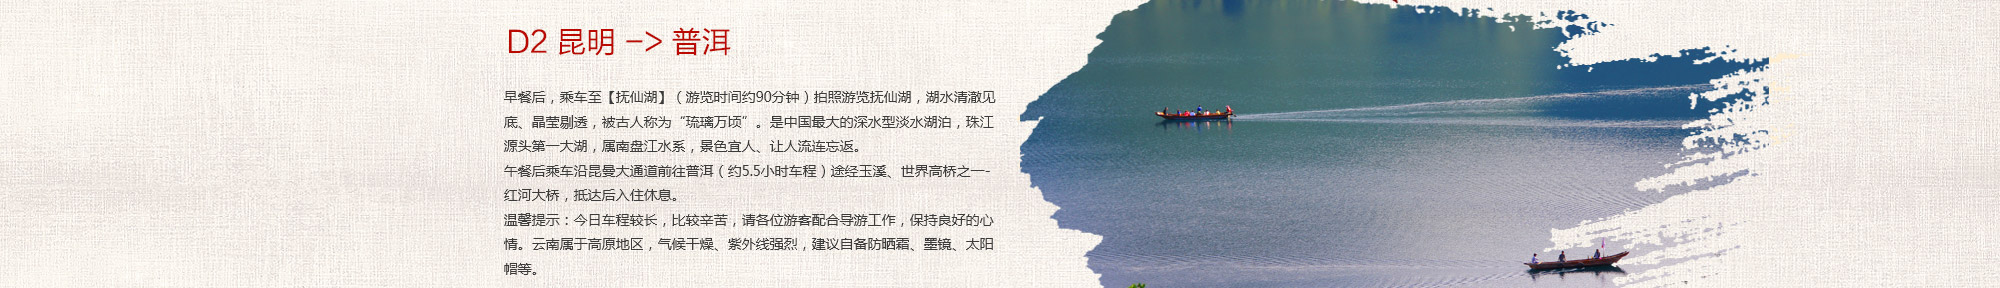 D2 昆明 -> 普洱
早餐后，乘车至【抚仙湖】（游览时间约90分钟）拍照游览抚仙湖，湖水清澈见
底、晶莹剔透，被古人称为“琉璃万顷”。是中国最大的深水型淡水湖泊，珠江
源头第一大湖，属南盘江水系，景色宜人、让人流连忘返。
午餐后乘车沿昆曼大通道前往普洱（约5.5小时车程）途经玉溪、世界高桥之一-
红河大桥，抵达后入住休息。
温馨提示：今日车程较长，比较辛苦，请各位游客配合导游工作，保持良好的心
情。云南属于高原地区，气候干燥、紫外线强烈，建议自备防晒霜、墨镜、太阳
帽等。